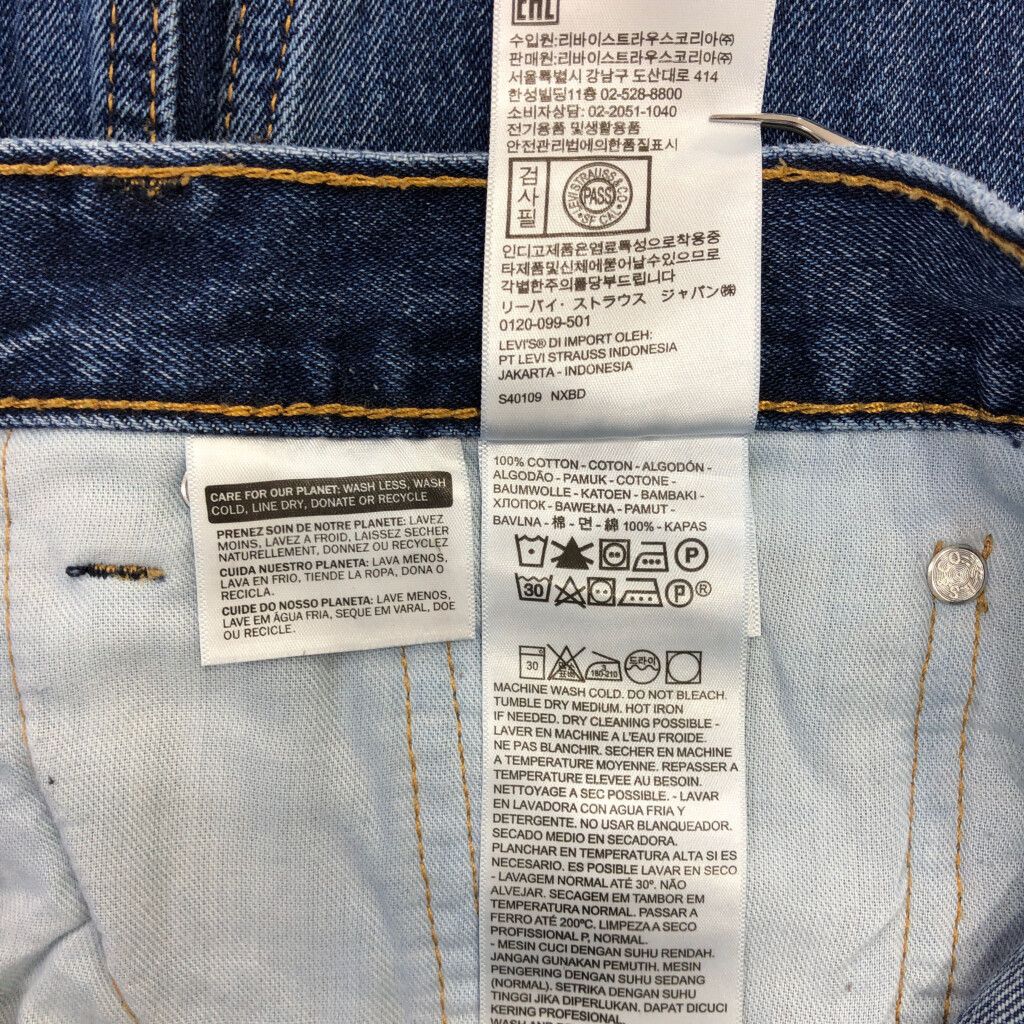 EAC
수입원:리바이스트라우스코리아㈜
판매원:리바이스트라우스코리아㈜
서울특별시 강남구 도산대로 414
한성빌딩11층 02-528-8800
소비자상담: 02-2051-1040
전기용품 및생활용품
안전관리법에의한품질표시
검사필
LEVI STRAUSS & CO
PASS
SF CAL
인디고제품은염료특성으로착용중
타제품및신체에묻어날수있으므로
각별한주의를당부드립니다
リーバイ・ストラウス ジャパン㈱
0120-099-501
LEVI'S® DI IMPORT OLEH:
PT LEVI STRAUSS INDONESIA
JAKARTA - INDONESIA
S40109 NXBD
CARE FOR OUR PLANET: WASH LESS, WASH
COLD, LINE DRY, DONATE OR RECYCLE
PRENEZ SOIN DE NOTRE PLANETE: LAVEZ
MOINS, LAVEZ A FROID, LAISSEZ SECHER
NATURELLEMENT, DONNEZ OU RECYCLEZ
CUIDA NUESTRO PLANETA: LAVA MENOS,
LAVA EN FRIO, TIENDE LA ROPA, DONA O
RECICLA.
CUIDE DO NOSSO PLANETA: LAVE MENOS,
LAVE EM ÁGUA FRIA, SEQUE EM VARAL, DOE
OU RECICLE.
100% COTTON - COTON - ALGODÓN -
ALGODÃO - PAMUK - COTONE -
BAUMWOLLE - KATOEN - BAMBAKI -
ХЛОПОК - BAWEŁNA - PAMUT -
BAVLNA - 棉 - 면 - 綿 100% - KAPAS
P
30 P®
30 3 180-210 드라이
MACHINE WASH COLD. DO NOT BLEACH.
TUMBLE DRY MEDIUM. HOT IRON
IF NEEDED. DRY CLEANING POSSIBLE -
LAVER EN MACHINE A L'EAU FROIDE.
NE PAS BLANCHIR. SECHER EN MACHINE
A TEMPERATURE MOYENNE. REPASSER A
TEMPERATURE ELEVEE AU BESOIN.
NETTOYAGE A SEC POSSIBLE. - LAVAR
EN LAVADORA CON AGUA FRIA Y
DETERGENTE. NO USAR BLANQUEADOR.
SECADO MEDIO EN SECADORA.
PLANCHAR EN TEMPERATURA ALTA SI ES
NECESARIO. ES POSIBLE LAVAR EN SECO
- LAVAGEM NORMAL ATÉ 30º. NÃO
ALVEJAR. SECAGEM EM TAMBOR EM
TEMPERATURA NORMAL. PASSAR A
FERRO ATÉ 200ºC. LIMPEZA A SECO
PROFISSIONAL P, NORMAL.
- MESIN CUCI DENGAN SUHU RENDAH.
JANGAN GUNAKAN PEMUTIH. MESIN
PENGERING DENGAN SUHU SEDANG
(NORMAL). SETRIKA DENGAN SUHU
TINGGI JIKA DIPERLUKAN. DAPAT DICUCI
KERING PROFESIONAL